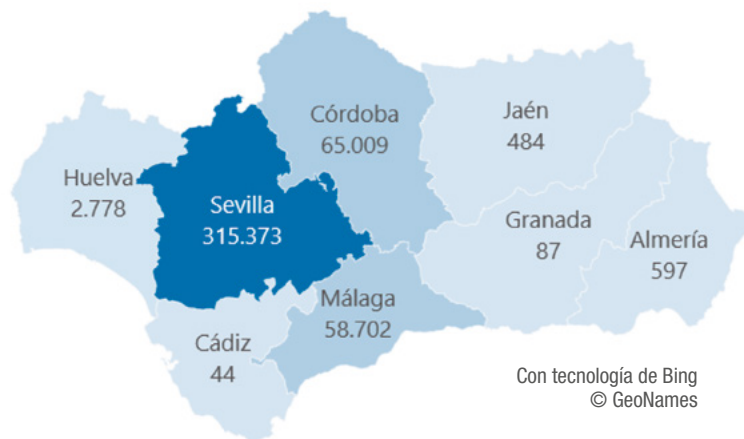 Córdoba
65.009
Jaén
484
Huelva
2.778
Sevilla
315.373
Granada
87
Almería
597
Málaga
58.702
Cádiz
44
Con tecnología de Bing
© GeoNames